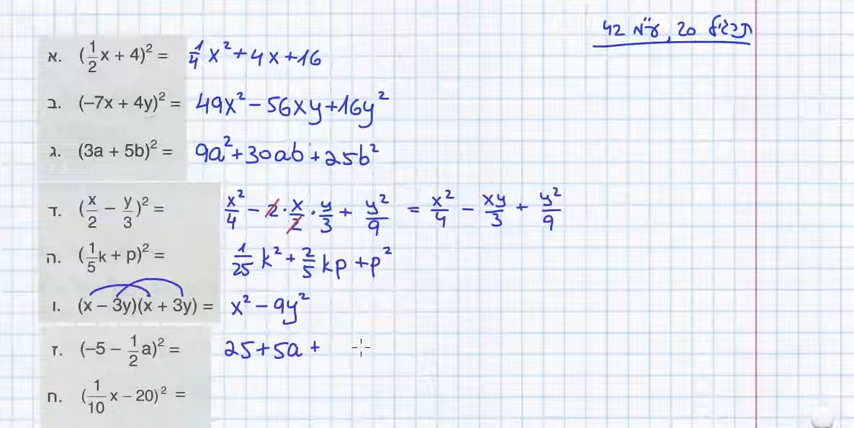 תרגיל 20, עמ' 42
א. (1/2x + 4)² = 1/4x² + 4x + 16
ב. (–7x + 4y)² = 49x² – 56xy + 16y²
ג. (3a + 5b)² = 9a² + 30ab + 25b²
ד. (x/2 – y/3)² = x²/4 – 2 · x/2 · y/3 + y²/9 = x²/4 – xy/3 + y²/9
ה. (1/5k + p)² = 1/25k² + 2/5kp + p²
ו. (x – 3y)(x + 3y) = x² – 9y²
ז. (–5 – 1/2a)² = 25 + 5a +
ח. (1/10x – 20)² =